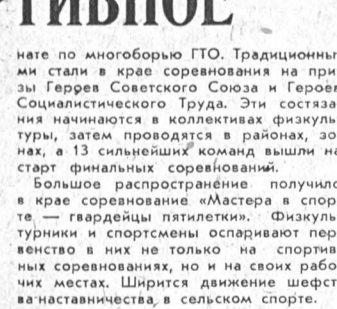 ТИВНОЕ
нате по многоборью ГТО. Традиционны
ми стали в крае соревнования на при
зы Героев Советского Союза и Героев
Социалистического Труда. Эти состяза
ния начинаются в коллективах физкуль
туры, затем проводятся в районах, зо
нах, а 13 сильнейших команд вышли на
старт финальных соревнований.
Большое распространение получило
в крае соревнование «Мастера в спор
те — гвардейцы пятилетки». Физкуль
турники и спортсмены оспаривают пер
венство в них не только на спортив
ных соревнованиях, но и на своих рабо
чих местах. Ширится движение шефст
ва-наставничества в сельском спорте.